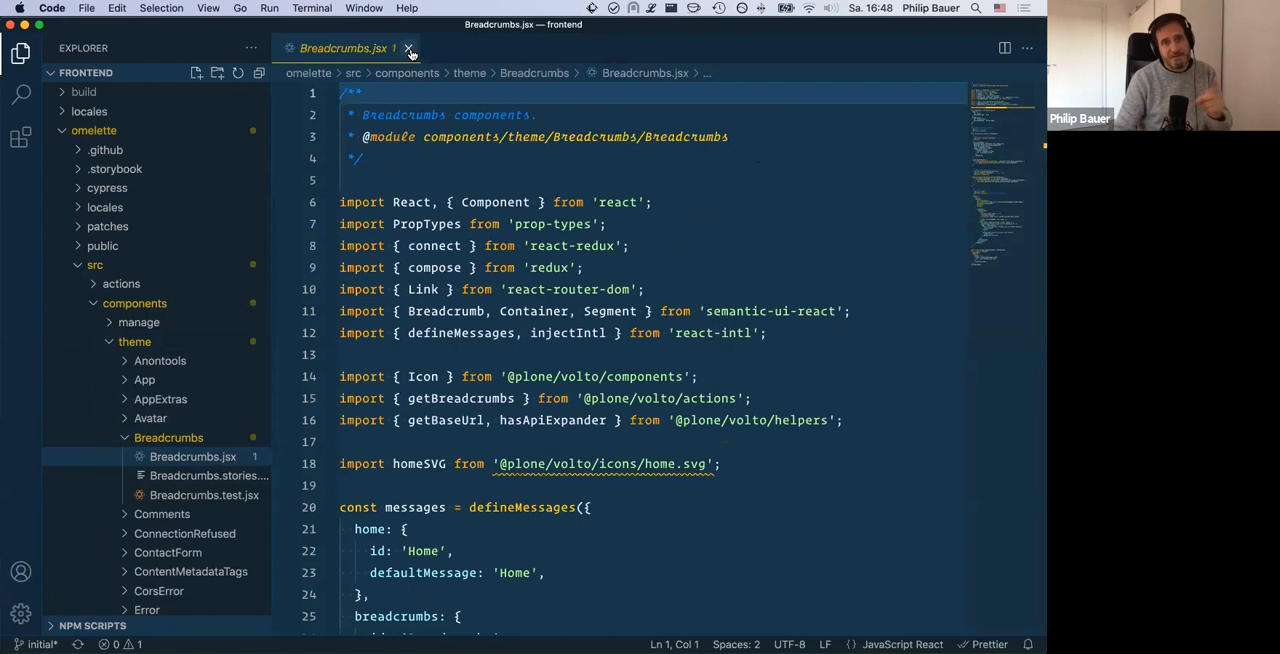 Code File Edit Selection View Go Run Terminal Window Help Sa. 16:48 Philip Bauer
Breadcrumbs.jsx — frontend
EXPLORER
Breadcrumbs.jsx 1
FRONTEND
omelette > src > components > theme > Breadcrumbs > Breadcrumbs.jsx > ...
build
locales
omelette
.github
.storybook
cypress
locales
patches
public
src
actions
components
manage
theme
Anontools
App
AppExtras
Avatar
Breadcrumbs
Breadcrumbs.jsx 1
Breadcrumbs.stories....
Breadcrumbs.test.jsx
Comments
ConnectionRefused
ContactForm
ContentMetadataTags
CorsError
Error
NPM SCRIPTS
1 /**
2 * Breadcrumbs components.
3 * @module components/theme/Breadcrumbs/Breadcrumbs
4 */
5
6 import React, { Component } from 'react';
7 import PropTypes from 'prop-types';
8 import { connect } from 'react-redux';
9 import { compose } from 'redux';
10 import { Link } from 'react-router-dom';
11 import { Breadcrumb, Container, Segment } from 'semantic-ui-react';
12 import { defineMessages, injectIntl } from 'react-intl';
13
14 import { Icon } from '@plone/volto/components';
15 import { getBreadcrumbs } from '@plone/volto/actions';
16 import { getBaseUrl, hasApiExpander } from '@plone/volto/helpers';
17
18 import homeSVG from '@plone/volto/icons/home.svg';
19
20 const messages = defineMessages({
21 home: {
22 id: 'Home',
23 defaultMessage: 'Home',
24 },
25 breadcrumbs: {
Philip Bauer
initial* 0 1 Ln 1, Col 1 Spaces: 2 UTF-8 LF {} JavaScript React Prettier